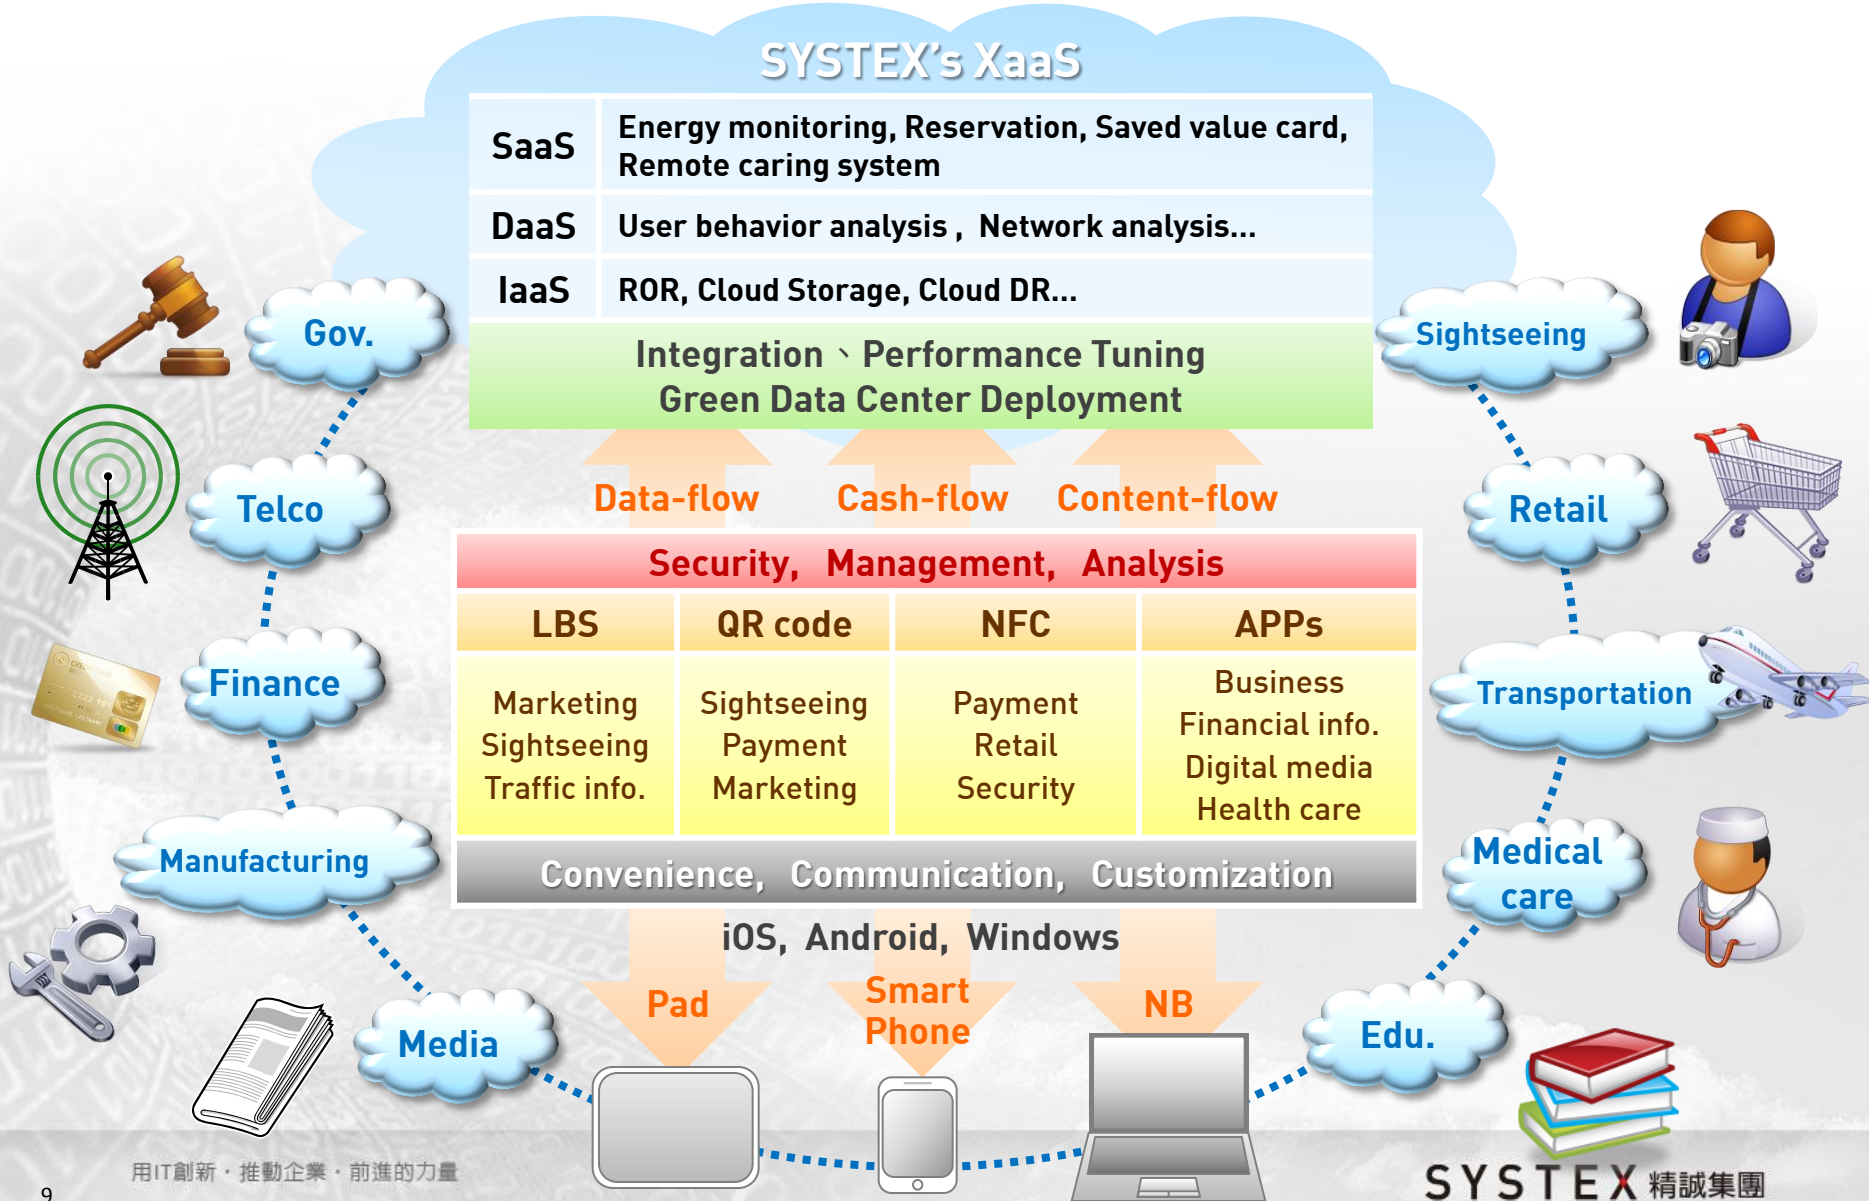 SYSTEX's XaaS
SaaS
Energy monitoring, Reservation, Saved value card,
Remote caring system
DaaS
User behavior analysis , Network analysis...
IaaS
ROR, Cloud Storage, Cloud DR...
Integration、Performance Tuning
Green Data Center Deployment
Data-flow
Cash-flow
Content-flow
Security, Management, Analysis
LBS
QR code
NFC
APPs
Marketing
Sightseeing
Traffic info.
Sightseeing
Payment
Marketing
Payment
Retail
Security
Business
Financial info.
Digital media
Health care
Convenience, Communication, Customization
iOS, Android, Windows
Pad
Smart
Phone
NB
Gov.
Telco
Finance
Manufacturing
Media
Sightseeing
Retail
Transportation
Medical
care
Edu.
用IT創新・推動企業・前進的力量
9
SYSTEX 精誠集團